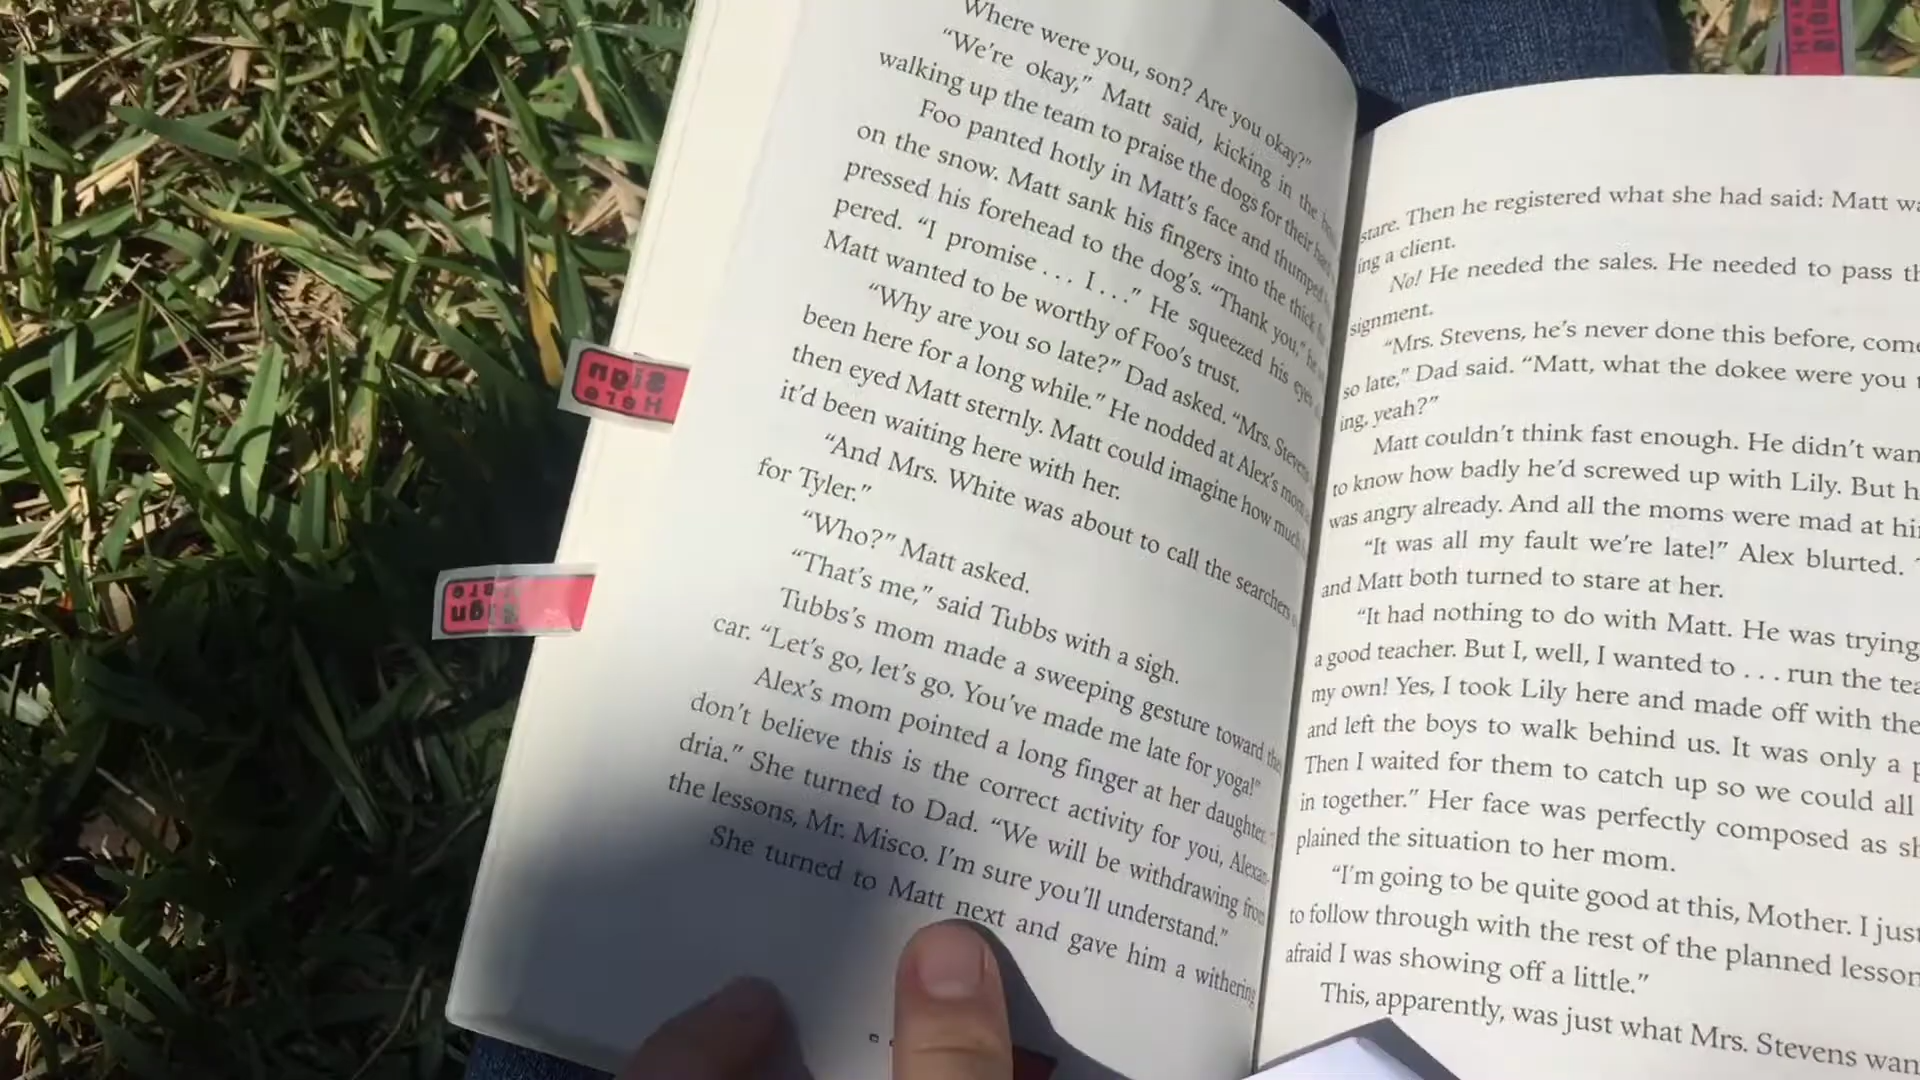 Where were you, son? Are you okay?"
"We're okay," Matt said, kicking in the
walking up the team to praise the dogs for their hard
Foo panted hotly in Matt's face and thumped
on the snow. Matt sank his fingers into the thick
pressed his forehead to the dog's. "Thank you," he
pered. "I promise . . . I . . ." He squeezed his eyes
Matt wanted to be worthy of Foo's trust.
"Why are you so late?" Dad asked. "Mrs. Stevens
been here for a long while." He nodded at Alex's mom
then eyed Matt sternly. Matt could imagine how much
it'd been waiting here with her.
"And Mrs. White was about to call the searchers
for Tyler."
"Who?" Matt asked.
"That's me," said Tubbs with a sigh.
Tubbs's mom made a sweeping gesture toward the
car. "Let's go, let's go. You've made me late for yoga!"
Alex's mom pointed a long finger at her daughter.
don't believe this is the correct activity for you, Alexan-
dria." She turned to Dad. "We will be withdrawing from
the lessons, Mr. Misco. I'm sure you'll understand."
She turned to Matt next and gave him a withering
stare. Then he registered what she had said: Matt wa
ing a client.
No! He needed the sales. He needed to pass th
signment.
"Mrs. Stevens, he's never done this before, come
so late," Dad said. "Matt, what the dokee were you t
ing, yeah?"
Matt couldn't think fast enough. He didn't wan
to know how badly he'd screwed up with Lily. But h
was angry already. And all the moms were mad at hi
"It was all my fault we're late!" Alex blurted.
and Matt both turned to stare at her.
"It had nothing to do with Matt. He was trying
a good teacher. But I, well, I wanted to . . . run the tea
my own! Yes, I took Lily here and made off with the
and left the boys to walk behind us. It was only a p
Then I waited for them to catch up so we could all
in together." Her face was perfectly composed as sh
plained the situation to her mom.
"I'm going to be quite good at this, Mother. I just
to follow through with the rest of the planned lesson
afraid I was showing off a little."
This, apparently, was just what Mrs. Stevens wan
Sign
Here
Sign
Here
Sign
Here